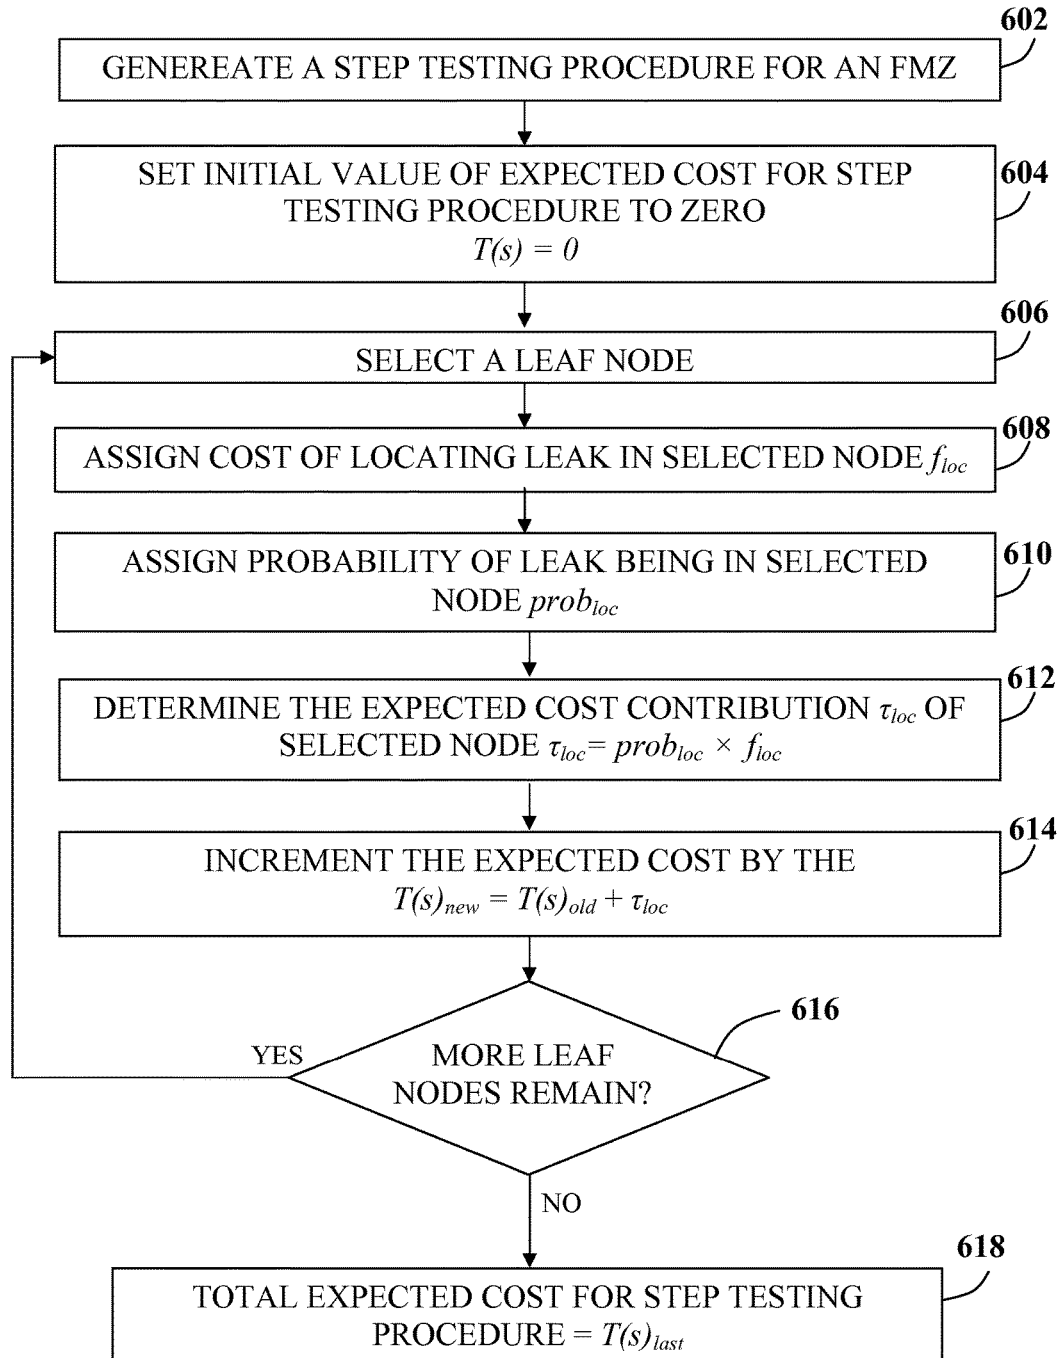 602
GENEREATE A STEP TESTING PROCEDURE FOR AN FMZ
SET INITIAL VALUE OF EXPECTED COST FOR STEP
TESTING PROCEDURE TO ZERO
T(s) = 0
604
606
SELECT A LEAF NODE
608
ASSIGN COST OF LOCATING LEAK IN SELECTED NODE f_loc
ASSIGN PROBABILITY OF LEAK BEING IN SELECTED
NODE prob_loc
610
612
DETERMINE THE EXPECTED COST CONTRIBUTION τ_loc OF
SELECTED NODE τ_loc= prob_loc × f_loc
614
INCREMENT THE EXPECTED COST BY THE
T(s)_new = T(s)_old + τ_loc
616
YES
MORE LEAF
NODES REMAIN?
NO
618
TOTAL EXPECTED COST FOR STEP TESTING
PROCEDURE = T(s)_last